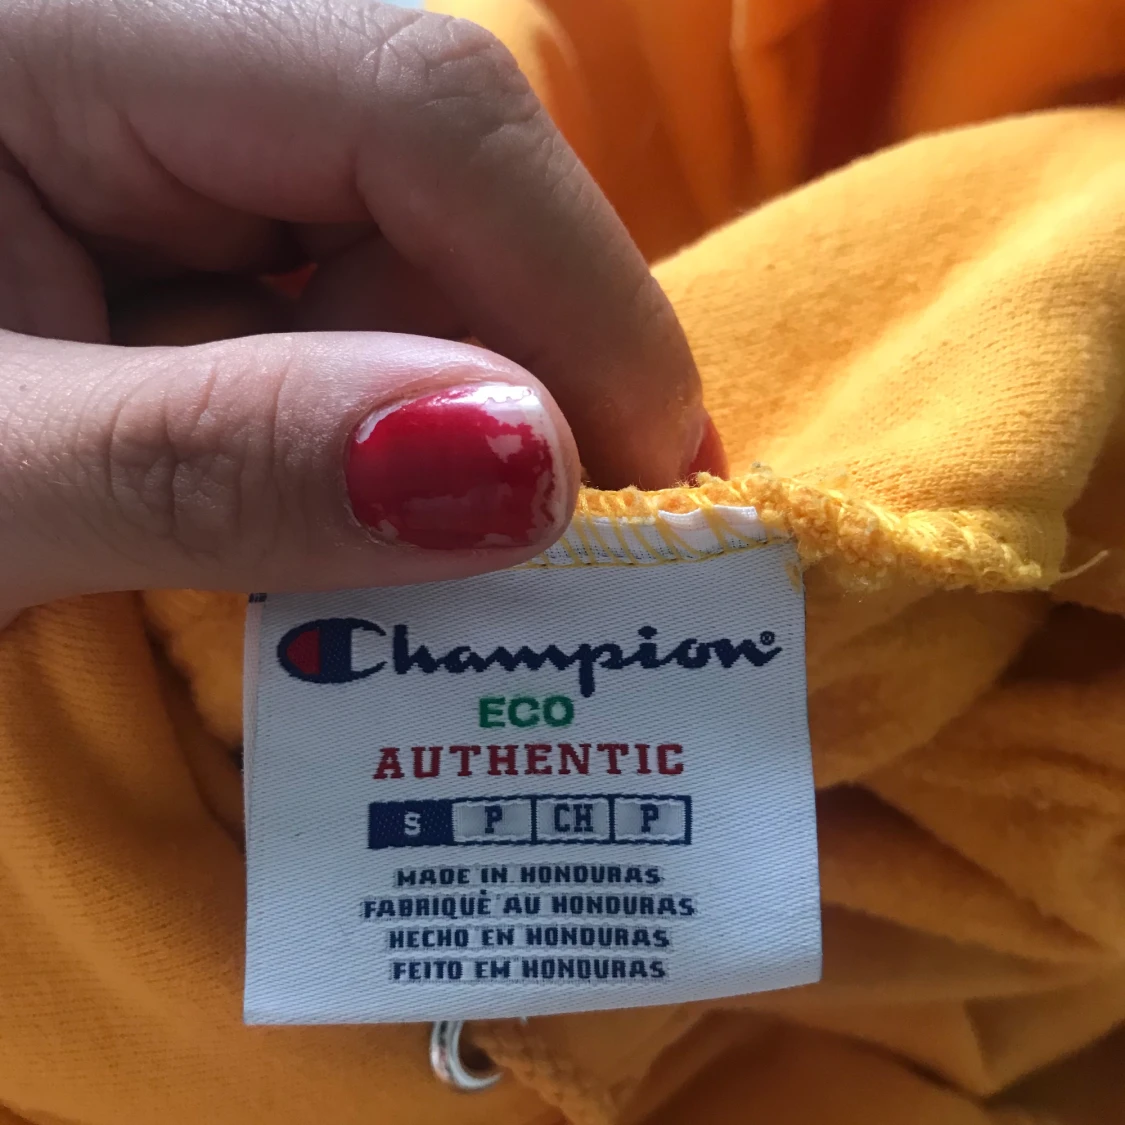 Champion®
ECO
AUTHENTIC
S P CH P
MADE IN HONDURAS
FABRIQUÉ AU HONDURAS
HECHO EN HONDURAS
FEITO EM HONDURAS